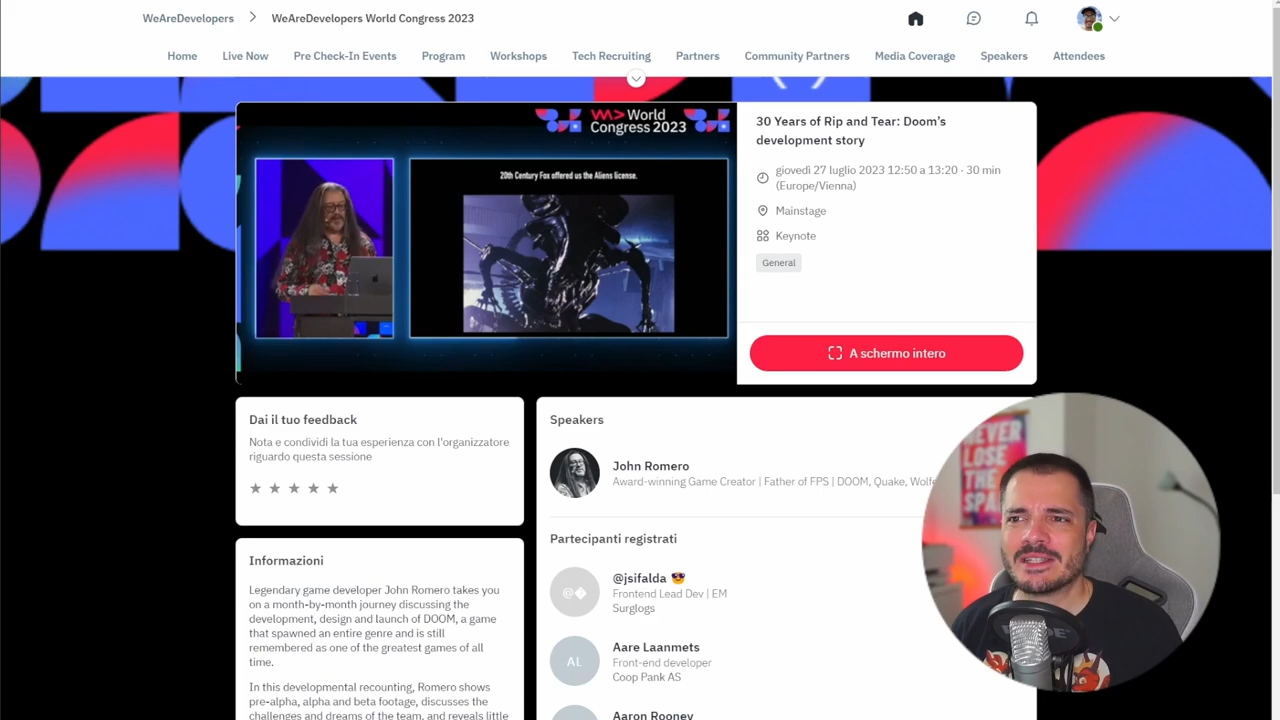 WeAreDevelopers
WeAreDevelopers World Congress 2023
Home
Live Now
Pre Check-In Events
Program
Workshops
Tech Recruiting
Partners
Community Partners
Media Coverage
Speakers
Attendees
World
Congress 2023
20th Century Fox offered us the Aliens license.
30 Years of Rip and Tear: Doom's
development story
giovedì 27 luglio 2023 12:50 a 13:20 · 30 min
(Europe/Vienna)
Mainstage
Keynote
General
A schermo intero
Dai il tuo feedback
Nota e condividi la tua esperienza con l'organizzatore
riguardo questa sessione
Informazioni
Legendary game developer John Romero takes you
on a month-by-month journey discussing the
development, design and launch of DOOM, a game
that spawned an entire genre and is still
remembered as one of the greatest games of all
time.
In this developmental recounting, Romero shows
pre-alpha, alpha and beta footage, discusses the
challenges and dreams of the team, and reveals little
Speakers
John Romero
Award-winning Game Creator | Father of FPS | DOOM, Quake, Wolfe
Partecipanti registrati
@�
@jsifalda 😎
Frontend Lead Dev | EM
Surglogs
AL
Aare Laanmets
Front-end developer
Coop Pank AS
Aaron Rooney
NEVER
LOSE
THE